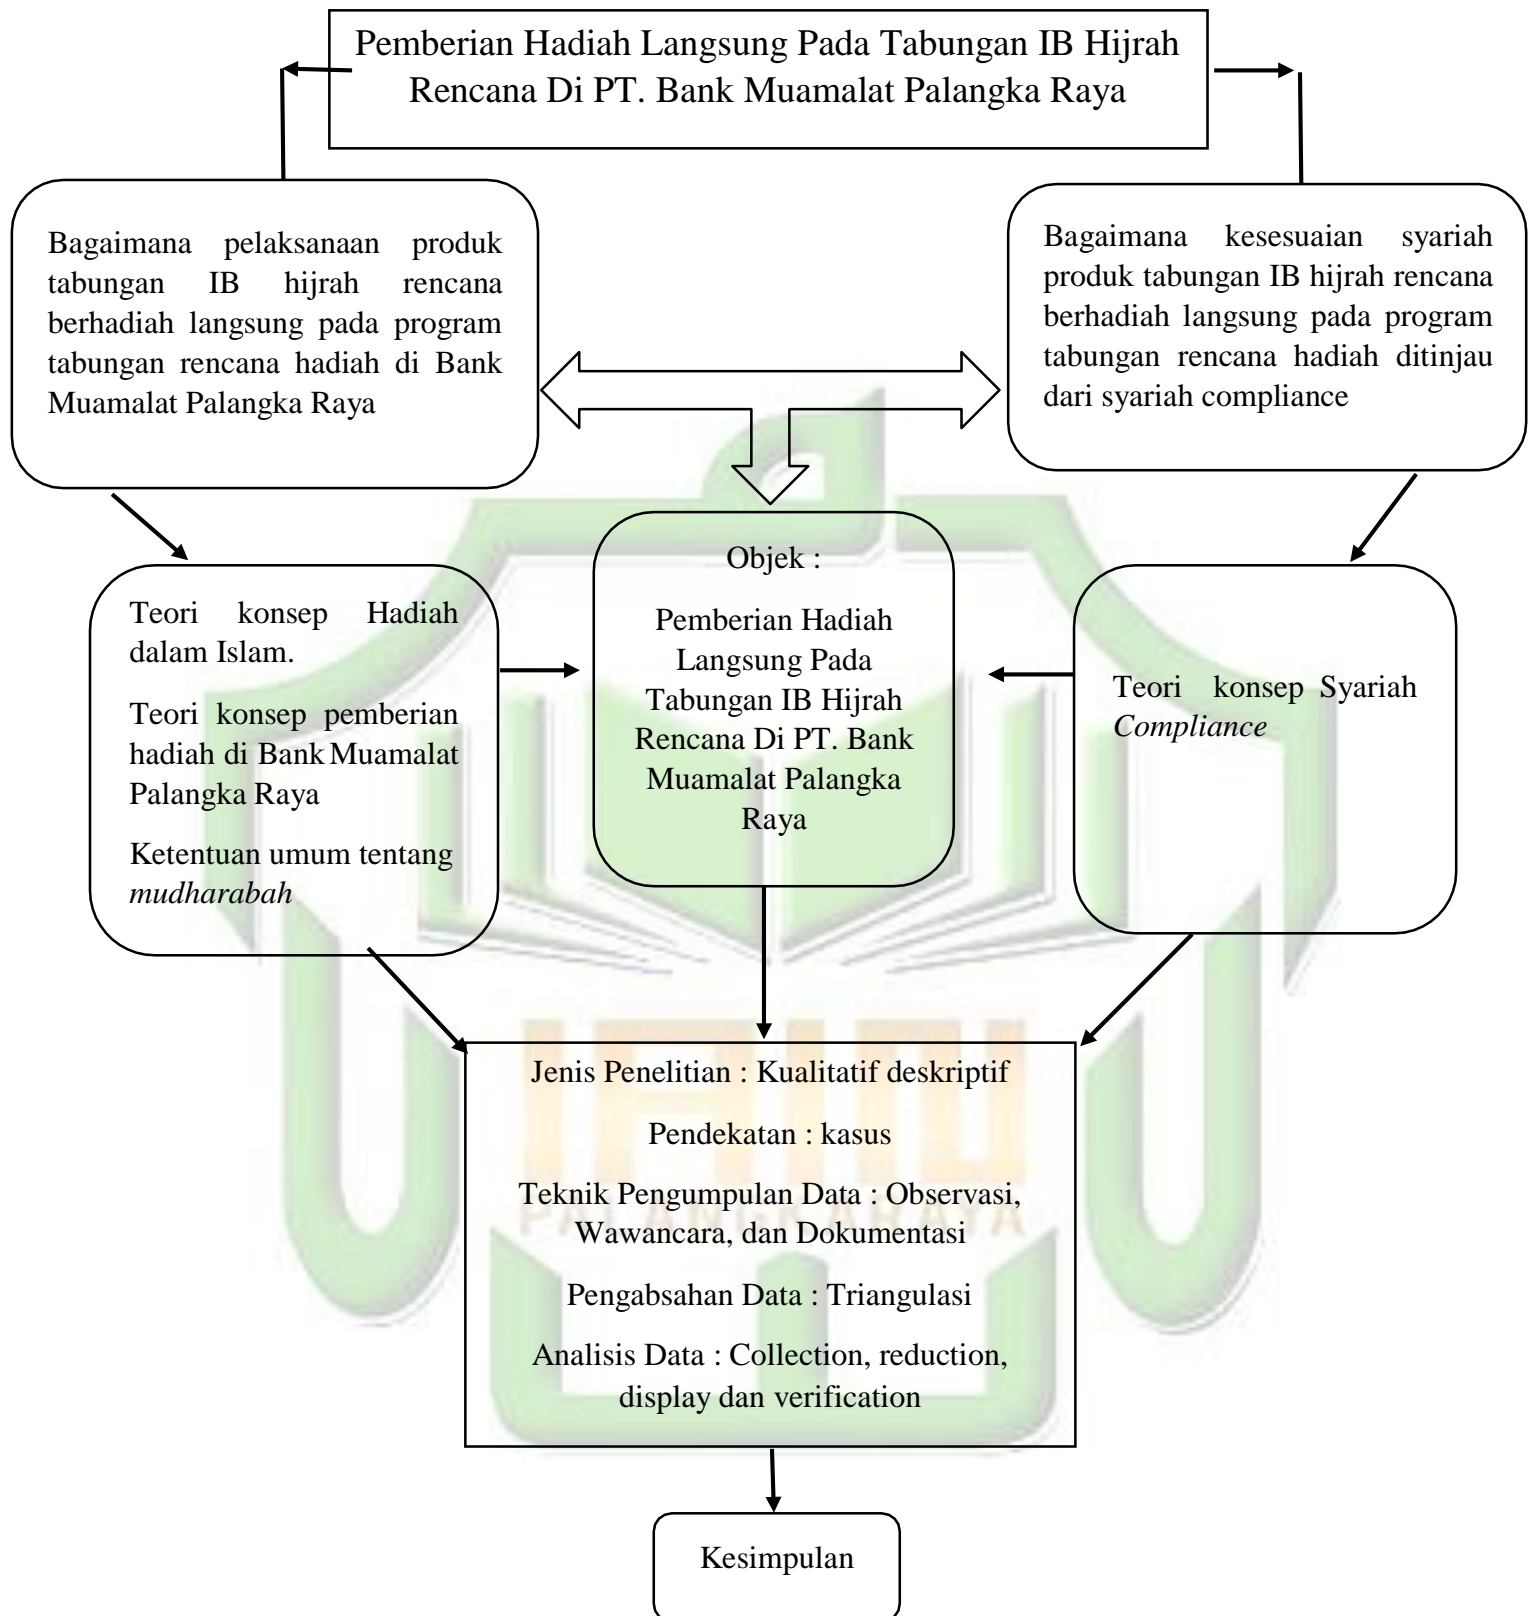 Pemberian Hadiah Langsung Pada Tabungan IB Hijrah
Rencana Di PT. Bank Muamalat Palangka Raya
Bagaimana pelaksanaan produk
tabungan IB hijrah rencana
berhadiah langsung pada program
tabungan rencana hadiah di Bank
Muamalat Palangka Raya
Bagaimana kesesuaian syariah
produk tabungan IB hijrah rencana
berhadiah langsung pada program
tabungan rencana hadiah ditinjau
dari syariah compliance
Teori konsep Hadiah
dalam Islam.
Teori konsep pemberian
hadiah di Bank Muamalat
Palangka Raya
Ketentuan umum tentang
mudharabah
Objek :
Pemberian Hadiah
Langsung Pada
Tabungan IB Hijrah
Rencana Di PT. Bank
Muamalat Palangka
Raya
Teori konsep Syariah
Compliance
Jenis Penelitian : Kualitatif deskriptif
Pendekatan : kasus
Teknik Pengumpulan Data : Observasi,
Wawancara, dan Dokumentasi
Pengabsahan Data : Triangulasi
Analisis Data : Collection, reduction,
display dan verification
Kesimpulan
IAIN
PALANGKARAYA